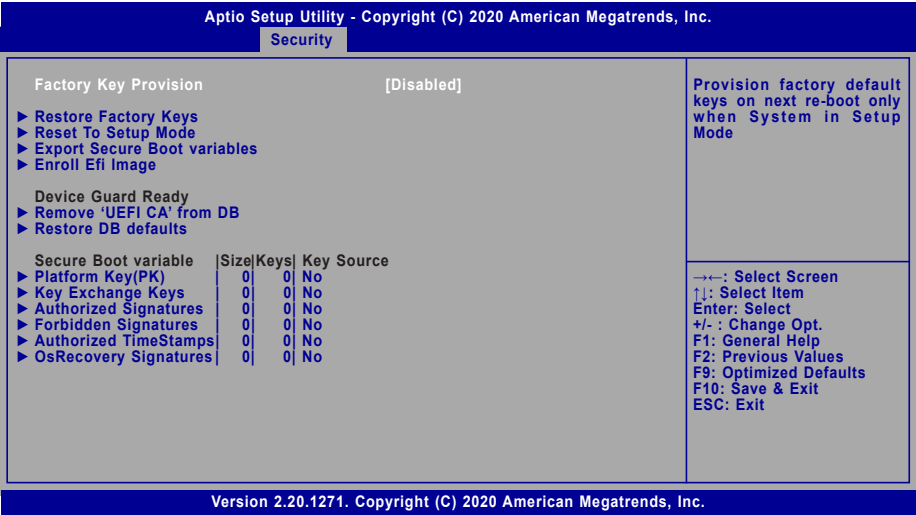 Aptio Setup Utility - Copyright (C) 2020 American Megatrends, Inc.
Security
Factory Key Provision [Disabled]
► Restore Factory Keys
► Reset To Setup Mode
► Export Secure Boot variables
► Enroll Efi Image
Device Guard Ready
► Remove ‘UEFI CA’ from DB
► Restore DB defaults
Secure Boot variable |Size|Keys| Key Source
► Platform Key(PK) | 0| 0| No
► Key Exchange Keys | 0| 0| No
► Authorized Signatures | 0| 0| No
► Forbidden Signatures | 0| 0| No
► Authorized TimeStamps| 0| 0| No
► OsRecovery Signatures| 0| 0| No
Provision factory default
keys on next re-boot only
when System in Setup
Mode
→←: Select Screen
↑↓: Select Item
Enter: Select
+/- : Change Opt.
F1: General Help
F2: Previous Values
F9: Optimized Defaults
F10: Save & Exit
ESC: Exit
Version 2.20.1271. Copyright (C) 2020 American Megatrends, Inc.